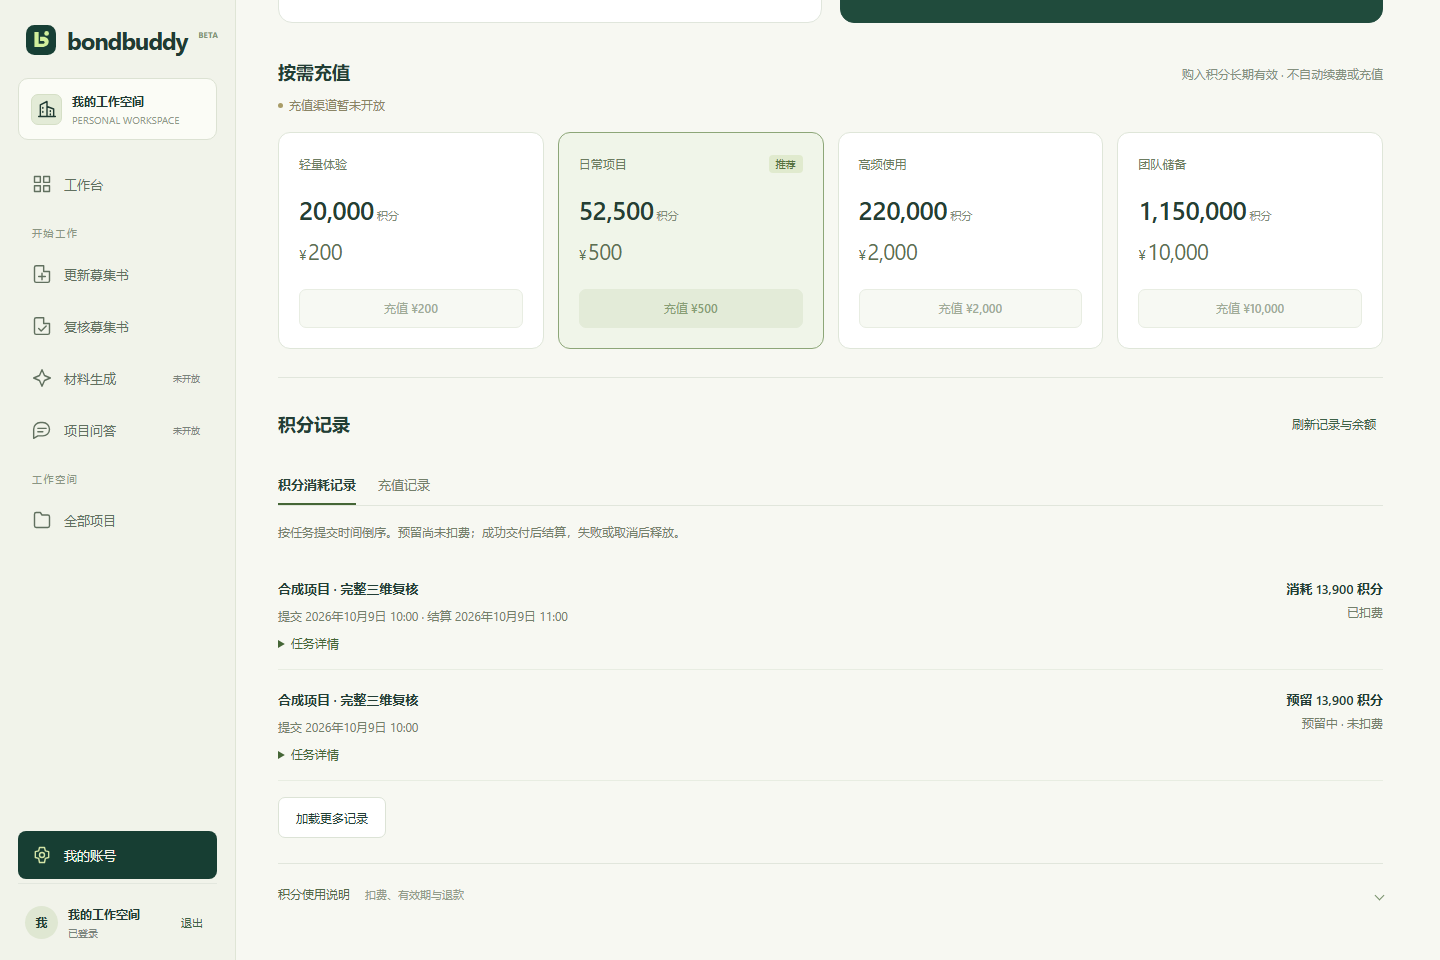 bondbuddy BETA
我的工作空间
PERSONAL WORKSPACE
工作台
开始工作
更新募集书
复核募集书
材料生成 未开放
项目问答 未开放
工作空间
全部项目
我的账号
我 我的工作空间
已登录
退出
按需充值
购入积分长期有效 · 不自动续费或充值
充值渠道暂未开放
轻量体验
20,000 积分
¥200
充值 ¥200
日常项目 推荐
52,500 积分
¥500
充值 ¥500
高频使用
220,000 积分
¥2,000
充值 ¥2,000
团队储备
1,150,000 积分
¥10,000
充值 ¥10,000
积分记录
刷新记录与余额
积分消耗记录 充值记录
按任务提交时间倒序。预留尚未扣费；成功交付后结算，失败或取消后释放。
合成项目 · 完整三维复核
消耗 13,900 积分
提交 2026年10月9日 10:00 · 结算 2026年10月9日 11:00
已扣费
任务详情
合成项目 · 完整三维复核
预留 13,900 积分
提交 2026年10月9日 10:00
预留中 · 未扣费
任务详情
加载更多记录
积分使用说明 扣费、有效期与退款